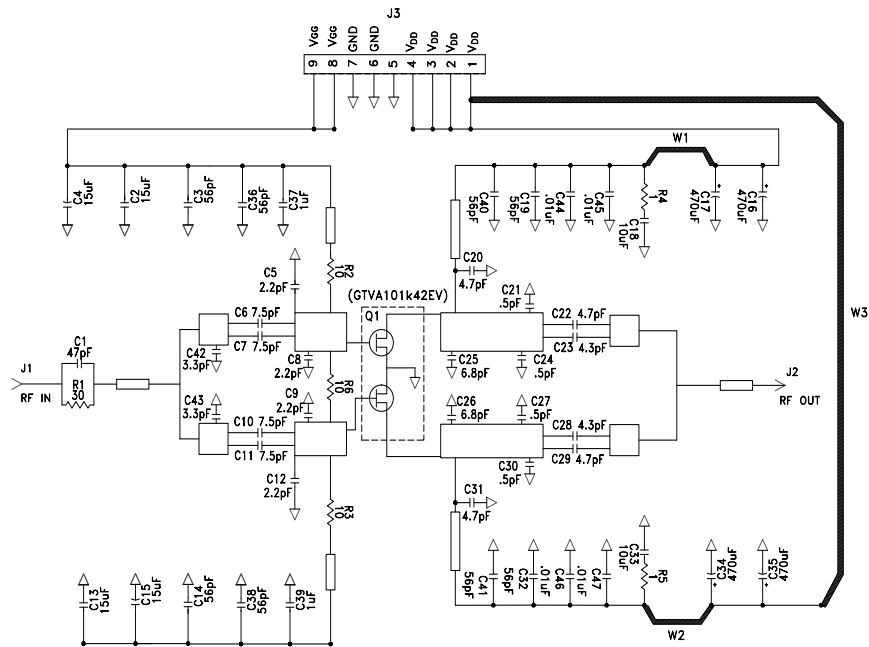 J3
VGG
VGG
GND
GND
VDD
VDD
VDD
VDD
9
8
7
6
5
4
3
2
1
W1
C4
15uF
C2
15uF
C3
56pF
C36
56pF
C37
1uF
C40
56pF
C19
56pF
C44
.01uF
C45
.01uF
R4
1
C18
10uF
C17
470uF
C16
470uF
+
+
R2
10
C20
4.7pF
C5
2.2pF
(GTVA101k42EV)
Q1
C21
.5pF
W3
C6 7.5pF
C7 7.5pF
C22 4.7pF
C23 4.3pF
C1
47pF
C42
3.3pF
C8
2.2pF
C25
6.8pF
C24
.5pF
J1
RF IN
R1
30
R6
10
J2
RF OUT
C43
3.3pF
C9
2.2pF
C26
6.8pF
C27
.5pF
C10 7.5pF
C11 7.5pF
C28 4.3pF
C29 4.7pF
C12
2.2pF
C30
.5pF
R3
10
C31
4.7pF
C13
15uF
C15
15uF
C14
56pF
C38
56pF
C39
1uF
56pF
C41
56pF
C32
.01uF
C46
.01uF
C47
C33
10uF
R5
1
C34
470uF
C35
470uF
+
+
W2